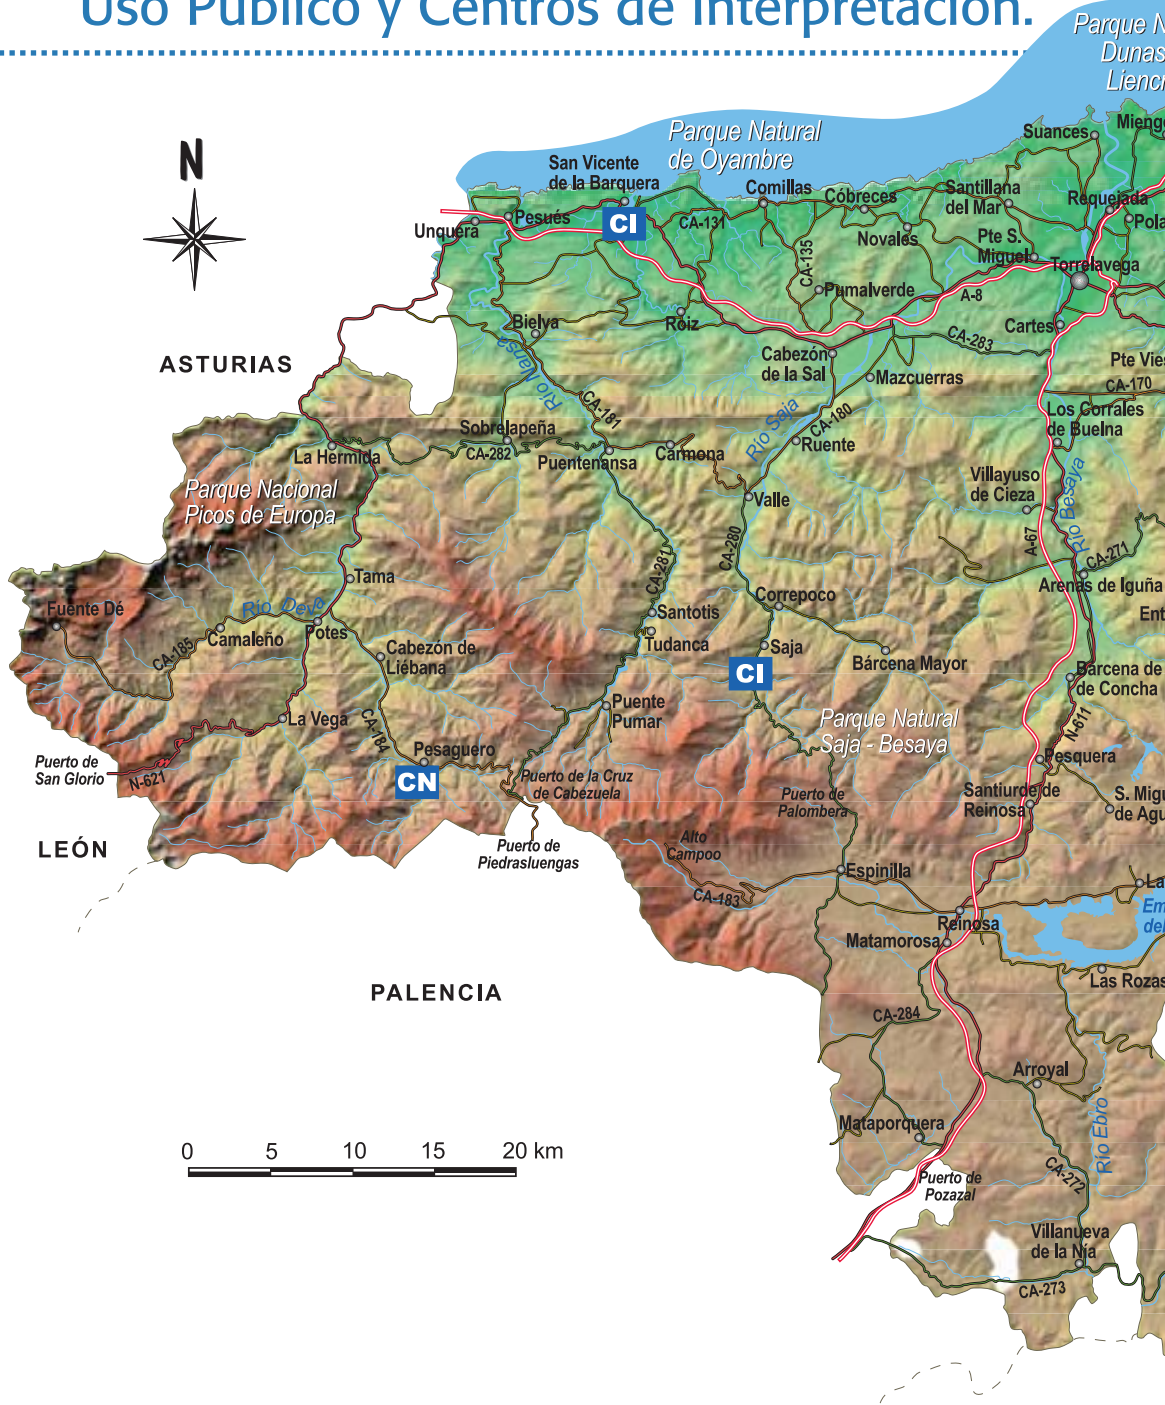 Uso Público y Centros de Interpretación.
Parque N
Dunas
Liencr
N
Parque Natural
de Oyambre
San Vicente
de la Barquera
Comillas
Cóbreces
Santillana
del Mar
Suances
Mieng
Requejada
Pola
Unquera
Pesués
CI
CA-131
CA-135
Novales
Pte S.
Miguel
Torrelavega
Pumalverde
A-8
Bielva
Roiz
Cartes
CA-283
ASTURIAS
Río Nansa
Cabezón
de la Sal
Mazcuerras
Pte Vies
CA-170
CA-181
Río Saja
CA-180
Los Corrales
de Buelna
Sobrelapeña
La Hermida
CA-282
Puentenansa
Carmona
Ruente
Río Besaya
Parque Nacional
Picos de Europa
Valle
Villayuso
de Cieza
CA-280
A-67
CA-271
CA-281
Tama
Fuente Dé
Río Deva
Camaleño
Potes
CA-185
Cabezón de
Liébana
Santotis
Tudanca
Correpoco
Saja
CI
Bárcena Mayor
Arenas de Iguña
Ent
Bárcena de
de Concha
La Vega
CA-184
Puente
Pumar
Parque Natural
Saja - Besaya
N-611
Puerto de
San Glorio
N-621
Pesaguero
CN
Puerto de la Cruz
de Cabezuela
Puerto de
Palombera
Pesquera
Santiurde de
Reinosa
S. Migu
de Agu
LEÓN
Puerto de
Piedrasluengas
Alto
Campoo
CA-183
Espinilla
La
Em
del
Reinosa
Matamorosa
Las Rozas
PALENCIA
CA-284
Arroyal
Mataporquera
Río Ebro
0 5 10 15 20 km
Puerto de
Pozazal
CA-272
Villanueva
de la Nía
CA-273